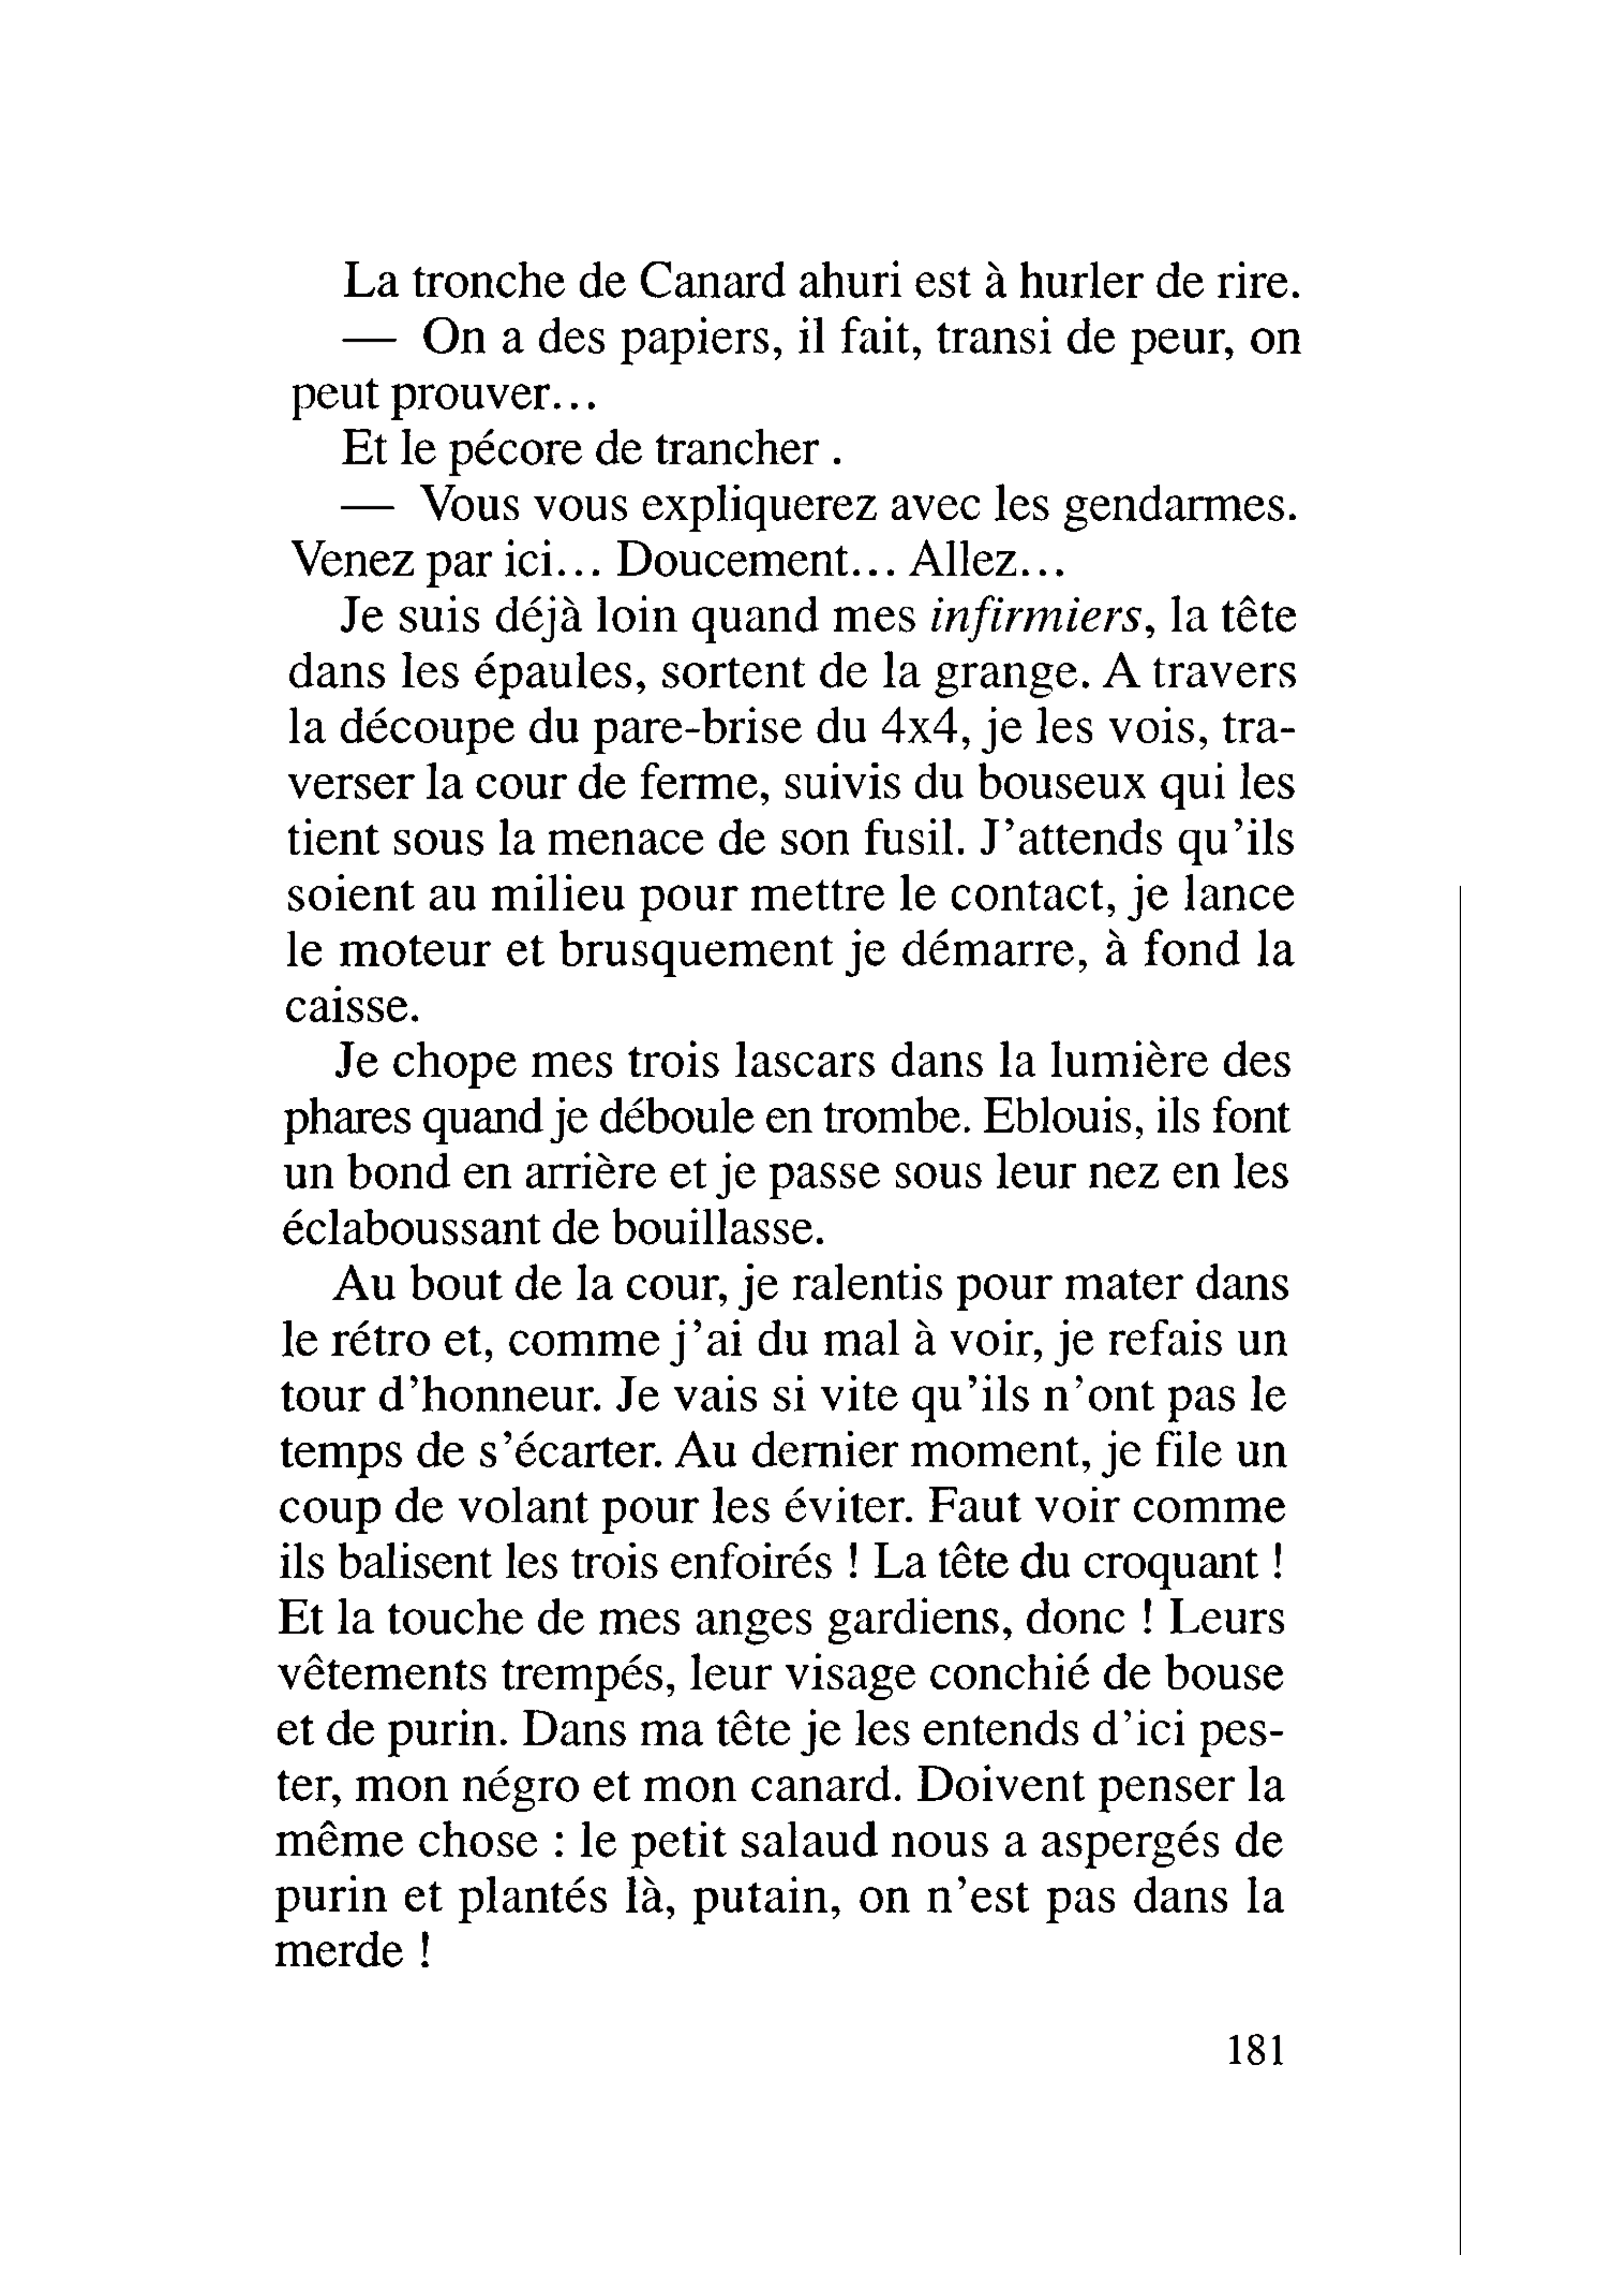 La tronche de Canard ahuri est à hurler de rire.
— On a des papiers, il fait, transi de peur, on
peut prouver...
Et le pécore de trancher .
— Vous vous expliquerez avec les gendarmes.
Venez par ici... Doucement... Allez...
Je suis déjà loin quand mes infirmiers, la tête
dans les épaules, sortent de la grange. A travers
la découpe du pare-brise du 4x4, je les vois, tra-
verser la cour de ferme, suivis du bouseux qui les
tient sous la menace de son fusil. J'attends qu'ils
soient au milieu pour mettre le contact, je lance
le moteur et brusquement je démarre, à fond la
caisse.
Je chope mes trois lascars dans la lumière des
phares quand je déboule en trombe. Eblouis, ils font
un bond en arrière et je passe sous leur nez en les
éclaboussant de bouillasse.
Au bout de la cour, je ralentis pour mater dans
le rétro et, comme j'ai du mal à voir, je refais un
tour d'honneur. Je vais si vite qu'ils n'ont pas le
temps de s'écarter. Au dernier moment, je file un
coup de volant pour les éviter. Faut voir comme
ils balisent les trois enfoirés ! La tête du croquant !
Et la touche de mes anges gardiens, donc ! Leurs
vêtements trempés, leur visage conchié de bouse
et de purin. Dans ma tête je les entends d'ici pes-
ter, mon négro et mon canard. Doivent penser la
même chose : le petit salaud nous a aspergés de
purin et plantés là, putain, on n'est pas dans la
merde !
181